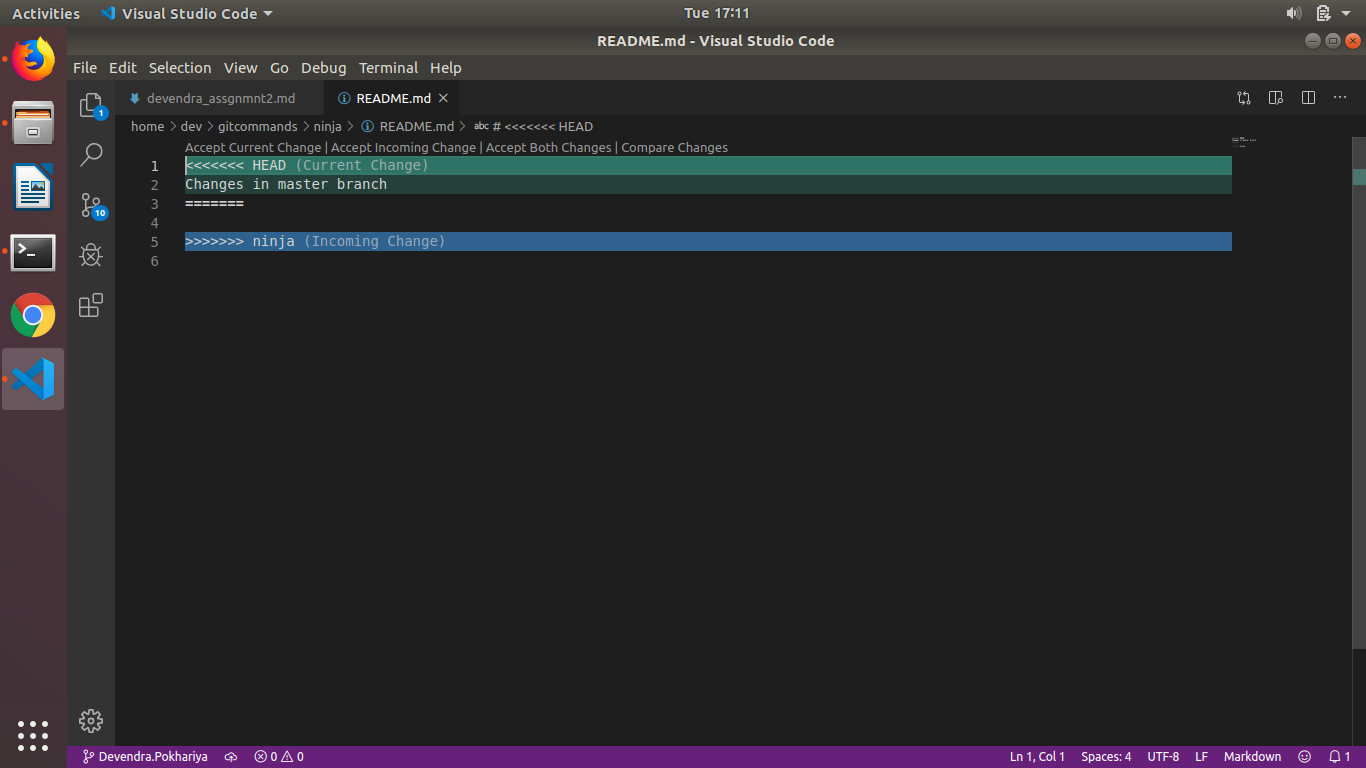 Activities Visual Studio Code Tue 17:11
README.md - Visual Studio Code
File Edit Selection View Go Debug Terminal Help
1 devendra_assgnmnt2.md README.md
home > dev > gitcommands > ninja > README.md > abc # <<<<<<< HEAD
Accept Current Change | Accept Incoming Change | Accept Both Changes | Compare Changes
1 <<<<<<< HEAD (Current Change)
2 Changes in master branch
3 =======
4
5 >>>>>>> ninja (Incoming Change)
6
10
Devendra.Pokhariya 0 0 Ln 1, Col 1 Spaces: 4 UTF-8 LF Markdown 1